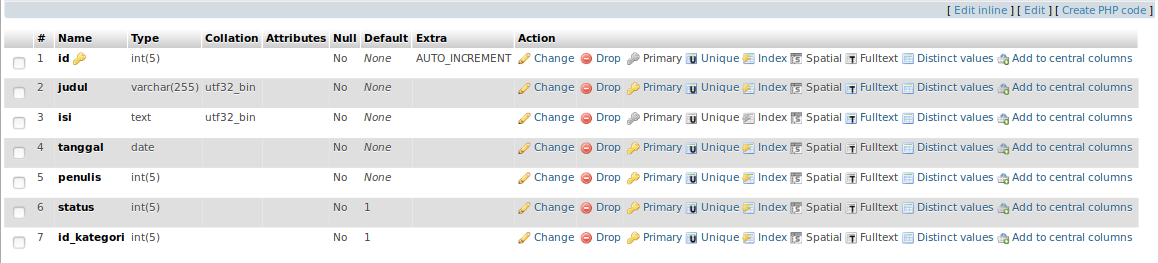 [ Edit inline ] [ Edit ] [ Create PHP code ]
# Name Type Collation Attributes Null Default Extra Action
1 id int(5) No None AUTO_INCREMENT Change Drop Primary Unique Index Spatial Fulltext Distinct values Add to central columns
2 judul varchar(255) utf32_bin No None Change Drop Primary Unique Index Spatial Fulltext Distinct values Add to central columns
3 isi text utf32_bin No None Change Drop Primary Unique Index Spatial Fulltext Distinct values Add to central columns
4 tanggal date No None Change Drop Primary Unique Index Spatial Fulltext Distinct values Add to central columns
5 penulis int(5) No None Change Drop Primary Unique Index Spatial Fulltext Distinct values Add to central columns
6 status int(5) No 1 Change Drop Primary Unique Index Spatial Fulltext Distinct values Add to central columns
7 id_kategori int(5) No 1 Change Drop Primary Unique Index Spatial Fulltext Distinct values Add to central columns